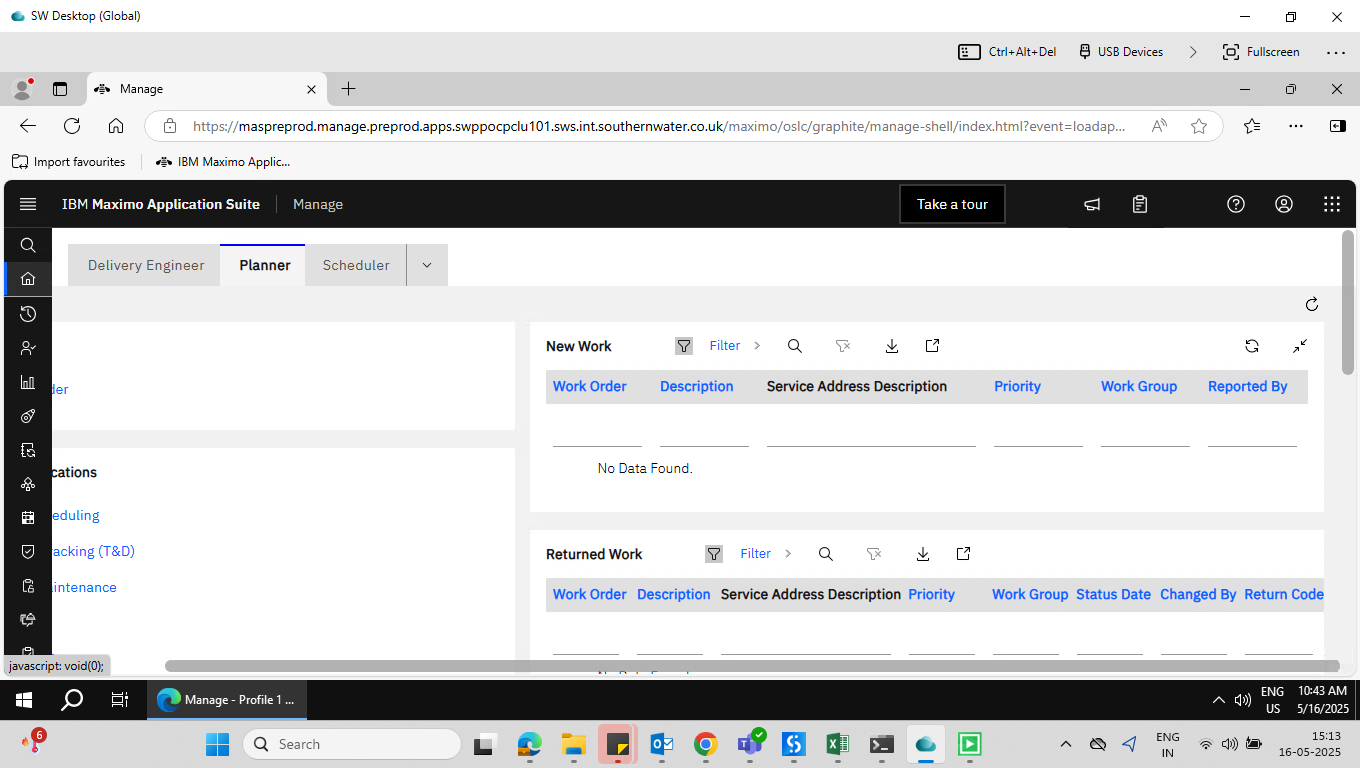 SW Desktop (Global)
Ctrl+Alt+Del
USB Devices
Fullscreen
Manage
https://maspreprod.manage.preprod.apps.swppocpclu101.sws.int.southernwater.co.uk/maximo/oslc/graphite/manage-shell/index.html?event=loadap...
Import favourites
IBM Maximo Applic...
IBM Maximo Application Suite
Manage
Take a tour
Delivery Engineer
Planner
Scheduler
der
cations
eduling
acking (T&D)
intenance
New Work
Filter
Work Order Description Service Address Description Priority Work Group Reported By
No Data Found.
Returned Work
Filter
Work Order Description Service Address Description Priority Work Group Status Date Changed By Return Code
javascript: void(0);
Manage - Profile 1 ...
ENG
US
10:43 AM
5/16/2025
6
Search
ENG
IN
15:13
16-05-2025